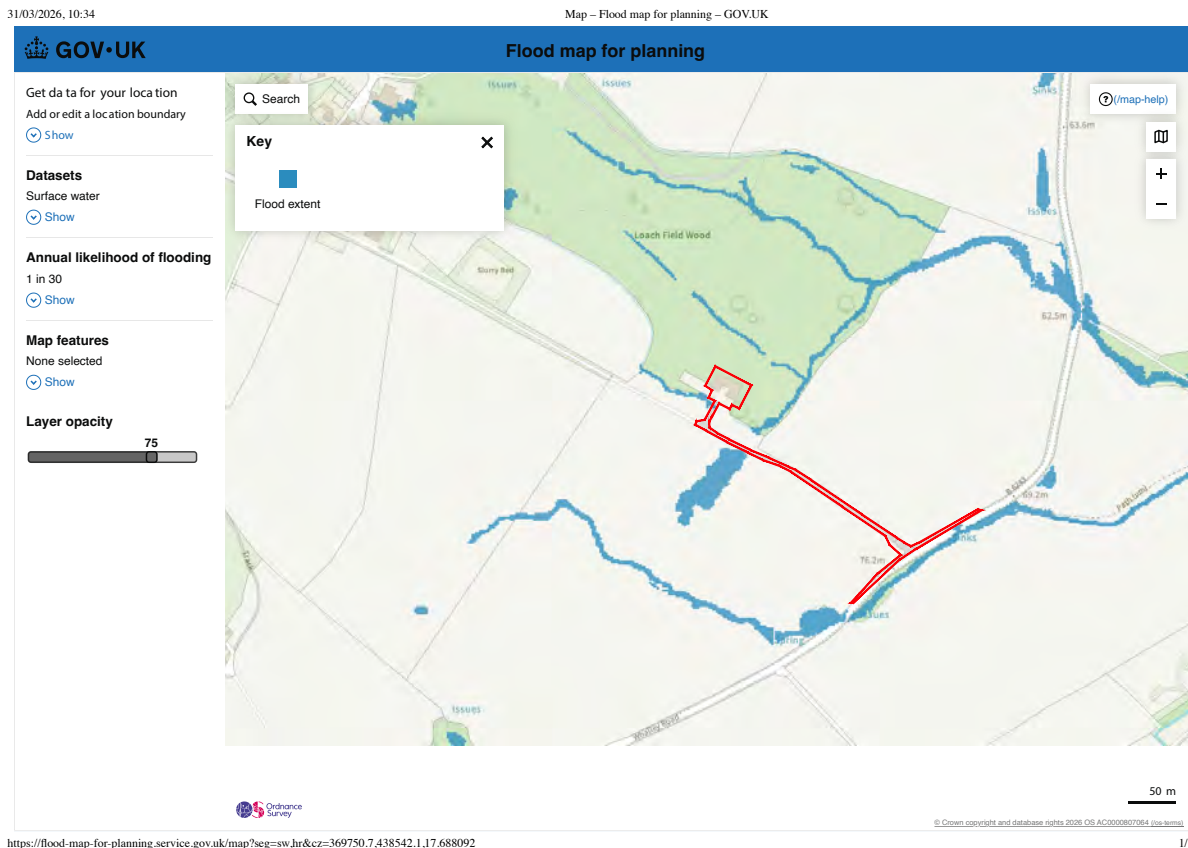 31/03/2026, 10:34
Map – Flood map for planning – GOV.UK
GOV•UK
Flood map for planning
Get da ta for your loca tion
Add or edit a location boundary
Show
Datasets
Surface water
Show
Annual likelihood of flooding
1 in 30
Show
Map features
None selected
Show
Layer opacity
75
Search
Key
Flood extent
(/map-help)
Issues
Issues
Sinks
63.6m
Issues
Loach Field Wood
Slurry Bed
62.5m
B 6243
69.2m
Path (um)
Sinks
76.2m
Issues
Spring
Track
Issues
Whalley Road
Ordnance
Survey
50 m
© Crown copyright and database rights 2026 OS AC0000807064 (/os-terms)
https://flood-map-for-planning.service.gov.uk/map?seg=sw,hr&cz=369750.7,438542.1,17.688092
1/